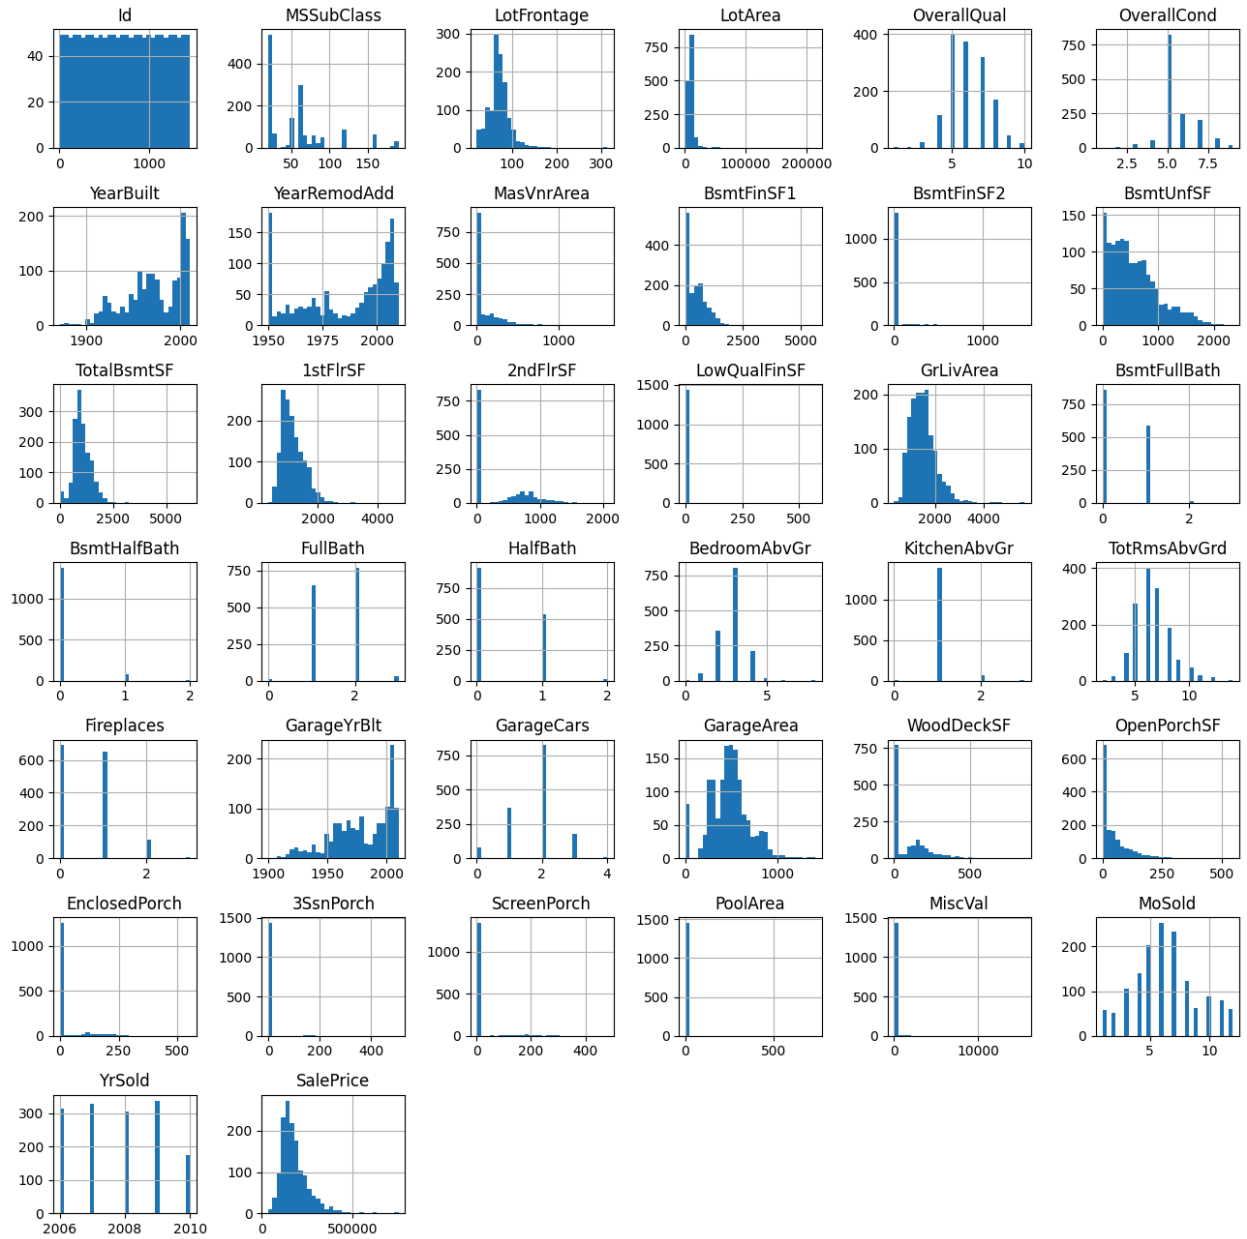 Id
40
20
0
0 1000
MSSubClass
400
200
0
50 100 150
LotFrontage
300
200
100
0
100 200 300
LotArea
750
500
250
0
0 100000 200000
OverallQual
400
200
0
5 10
OverallCond
750
500
250
0
2.5 5.0 7.5
YearBuilt
200
100
0
1900 2000
YearRemodAdd
150
100
50
0
1950 1975 2000
MasVnrArea
750
500
250
0
0 1000
BsmtFinSF1
400
200
0
0 2500 5000
BsmtFinSF2
1000
500
0
0 1000
BsmtUnfSF
150
100
50
0
0 1000 2000
TotalBsmtSF
300
200
100
0
0 2500 5000
1stFlrSF
200
100
0
2000 4000
2ndFlrSF
750
500
250
0
0 1000 2000
LowQualFinSF
1500
1000
500
0
0 250 500
GrLivArea
200
100
0
2000 4000
BsmtFullBath
750
500
250
0
0 2
BsmtHalfBath
1000
500
0
0 1 2
FullBath
750
500
250
0
0 2
HalfBath
750
500
250
0
0 1 2
BedroomAbvGr
750
500
250
0
0 5
KitchenAbvGr
1000
500
0
0 2
TotRmsAbvGrd
400
200
0
5 10
Fireplaces
600
400
200
0
0 2
GarageYrBlt
200
100
0
1900 1950 2000
GarageCars
750
500
250
0
0 2 4
GarageArea
150
100
50
0
0 1000
WoodDeckSF
750
500
250
0
0 500
OpenPorchSF
600
400
200
0
0 250 500
EnclosedPorch
1000
500
0
0 250 500
3SsnPorch
1500
1000
500
0
0 200 400
ScreenPorch
1000
500
0
0 200 400
PoolArea
1500
1000
500
0
0 500
MiscVal
1000
500
0
0 10000
MoSold
200
100
0
5 10
YrSold
300
200
100
0
2006 2008 2010
SalePrice
200
100
0
0 500000